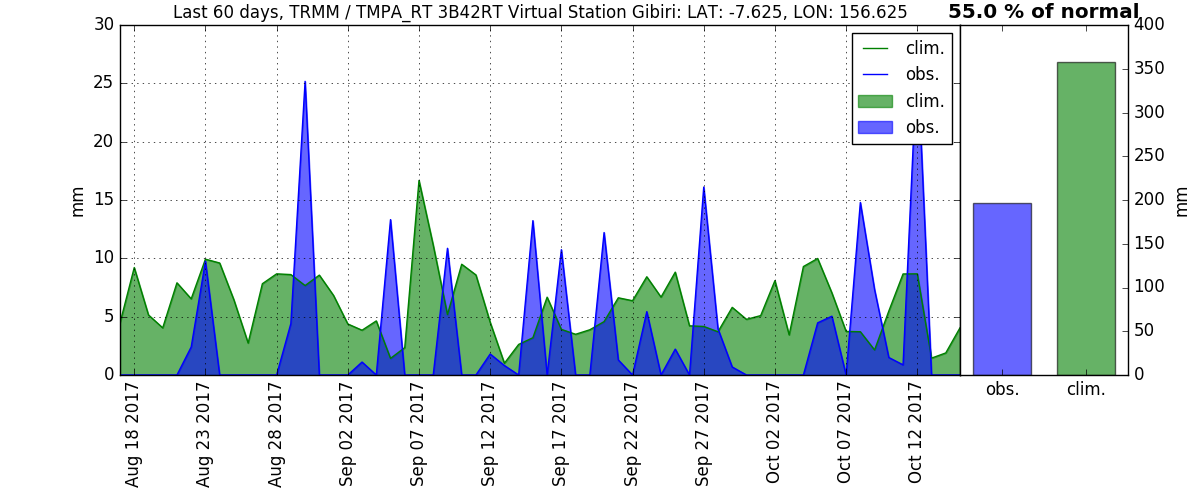 Last 60 days, TRMM / TMPA_RT 3B42RT Virtual Station Gibiri: LAT: -7.625, LON: 156.625
55.0 % of normal
mm
30
25
20
15
10
5
0
clim.
obs.
clim.
obs.
Aug 18 2017
Aug 23 2017
Aug 28 2017
Sep 02 2017
Sep 07 2017
Sep 12 2017
Sep 17 2017
Sep 22 2017
Sep 27 2017
Oct 02 2017
Oct 07 2017
Oct 12 2017
400
350
300
250
200
150
100
50
0
mm
obs.
clim.